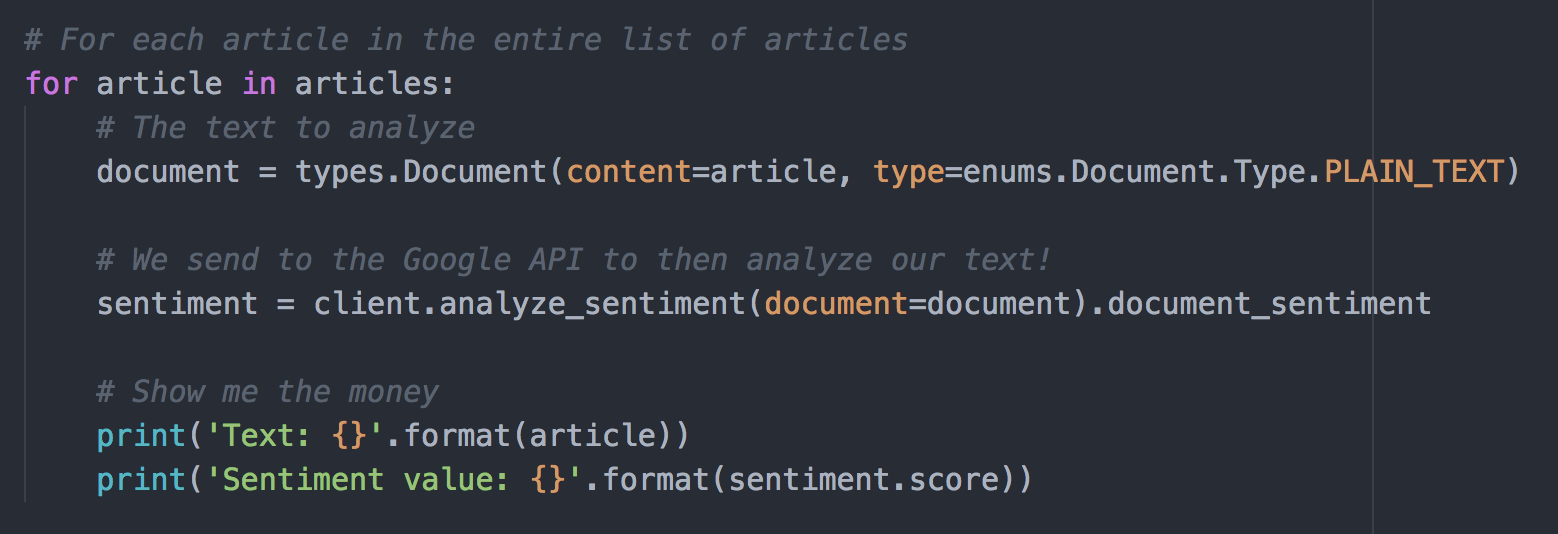 # For each article in the entire list of articles
for article in articles:
    # The text to analyze
    document = types.Document(content=article, type=enums.Document.Type.PLAIN_TEXT)
    # We send to the Google API to then analyze our text!
    sentiment = client.analyze_sentiment(document=document).document_sentiment
    # Show me the money
    print('Text: {}'.format(article))
    print('Sentiment value: {}'.format(sentiment.score))